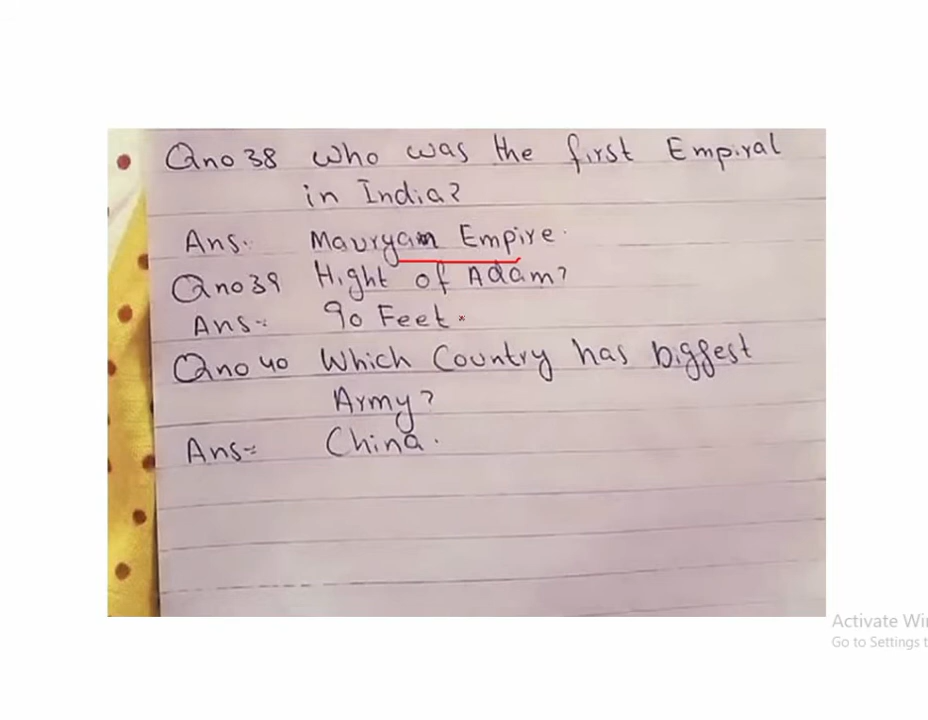 Qno 38 Who was the first Empiral
in India?
Ans:- Mauryan Empire.
Qno 39 Hight of Adam?
Ans:- 90 Feet.
Qno 40 Which Country has biggest
Army?
Ans:- China.
Activate Win
Go to Settings t